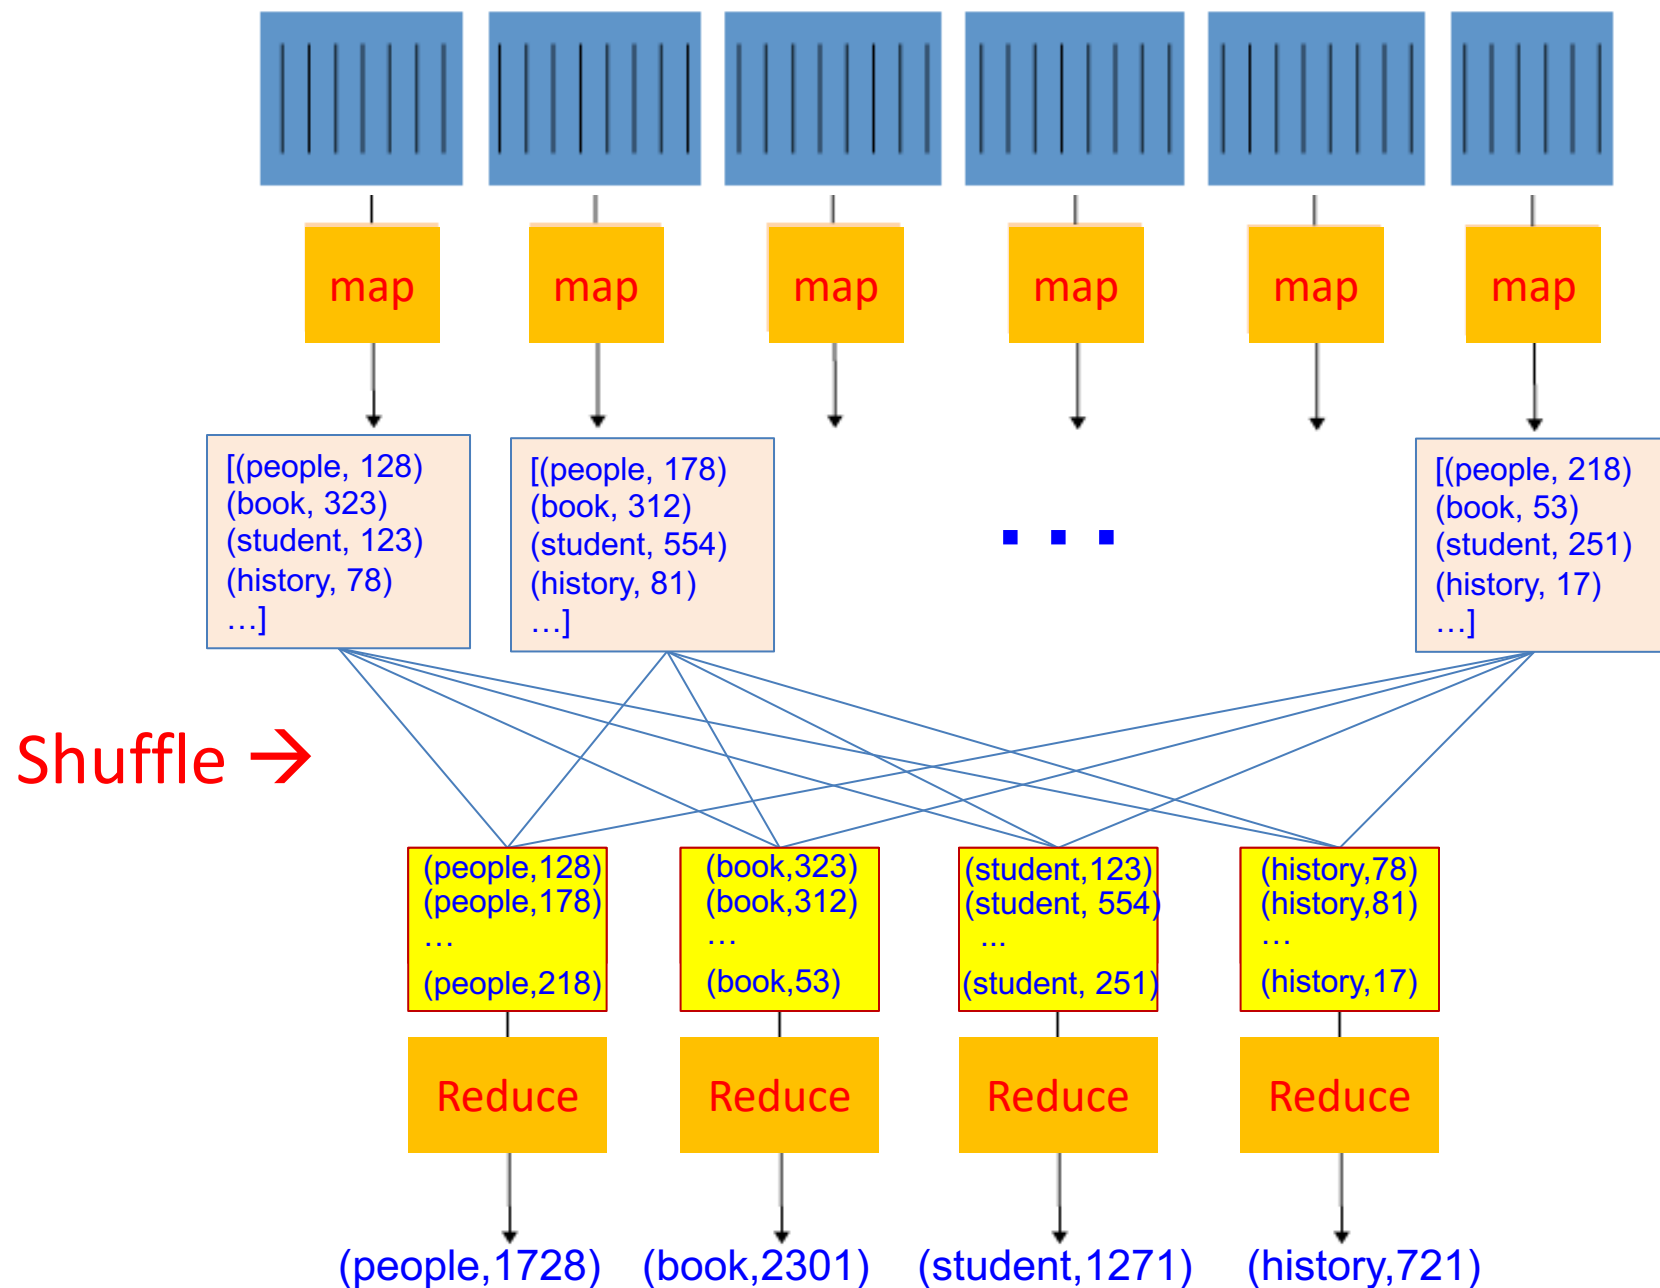 map map map map map map
[(people, 128)
(book, 323)
(student, 123)
(history, 78)
…]
[(people, 178)
(book, 312)
(student, 554)
(history, 81)
…]
...
[(people, 218)
(book, 53)
(student, 251)
(history, 17)
…]
Shuffle →
(people,128)
(people,178)
…
(people,218)
(book,323)
(book,312)
…
(book,53)
(student,123)
(student, 554)
...
(student, 251)
(history,78)
(history,81)
…
(history,17)
Reduce Reduce Reduce Reduce
(people,1728) (book,2301) (student,1271) (history,721)